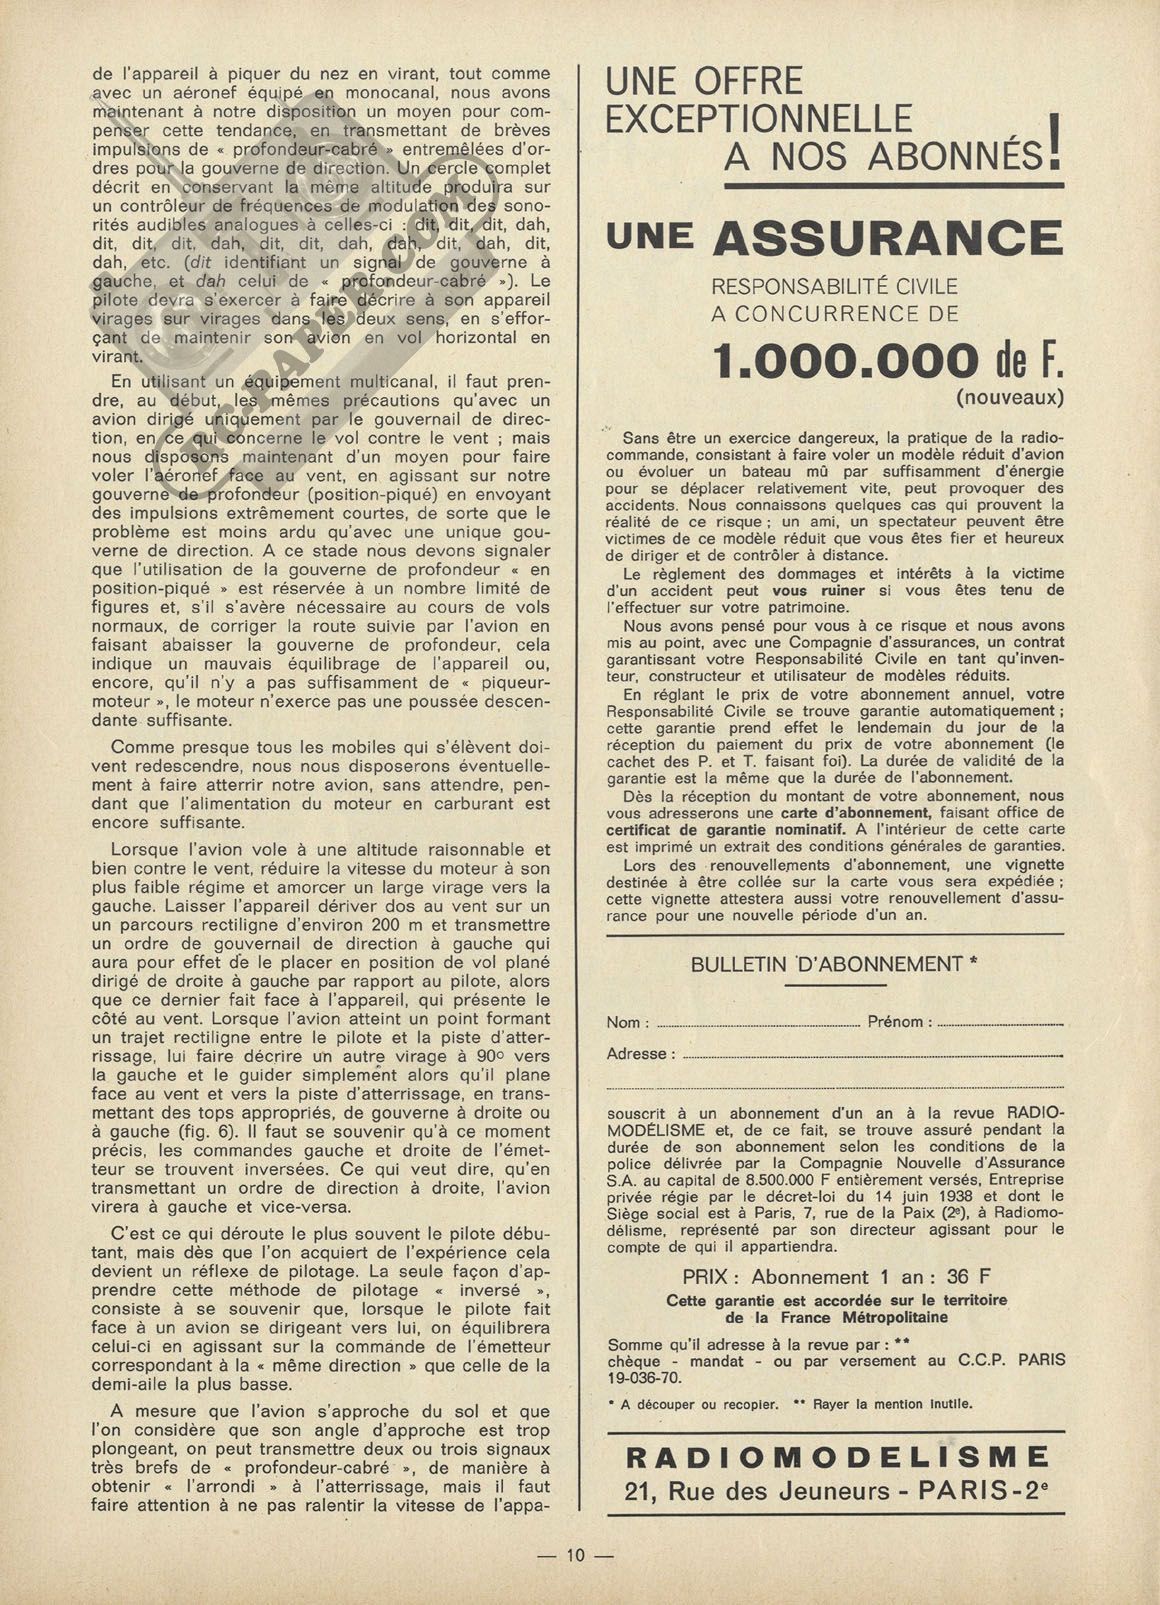 de l'appareil à piquer du nez en virant, tout comme
avec un aéronef équipé en monocanal, nous avons
maintenant à notre disposition un moyen pour com-
penser cette tendance, en transmettant de brèves
impulsions de « profondeur-cabré » entremêlées d'or-
dres pour la gouverne de direction. Un cercle complet
décrit en conservant la même altitude produira sur
un contrôleur de fréquences de modulation des sono-
rités audibles analogues à celles-ci : dit, dit, dit, dah,
dit, dit, dit, dah, dit, dit, dah, dah, dit, dah, dit,
dah, etc. (dit identifiant un signal de gouverne à
gauche, et dah celui de « profondeur-cabré »). Le
pilote devra s'exercer à faire décrire à son appareil
virages sur virages dans les deux sens, en s'effor-
çant de maintenir son avion en vol horizontal en
virant.
En utilisant un équipement multicanal, il faut pren-
dre, au début, les mêmes précautions qu'avec un
avion dirigé uniquement par le gouvernail de direc-
tion, en ce qui concerne le vol contre le vent ; mais
nous disposons maintenant d'un moyen pour faire
voler l'aéronef face au vent, en agissant sur notre
gouverne de profondeur (position-piqué) en envoyant
des impulsions extrêmement courtes, de sorte que le
problème est moins ardu qu'avec une unique gou-
verne de direction. A ce stade nous devons signaler
que l'utilisation de la gouverne de profondeur « en
position-piqué » est réservée à un nombre limité de
figures et, s'il s'avère nécessaire au cours de vols
normaux, de corriger la route suivie par l'avion en
faisant abaisser la gouverne de profondeur, cela
indique un mauvais équilibrage de l'appareil ou,
encore, qu'il n'y a pas suffisamment de « piqueur-
moteur », le moteur n'exerce pas une poussée descen-
dante suffisante.
Comme presque tous les mobiles qui s'élèvent doi-
vent redescendre, nous nous disposerons éventuelle-
ment à faire atterrir notre avion, sans attendre, pen-
dant que l'alimentation du moteur en carburant est
encore suffisante.
Lorsque l'avion vole à une altitude raisonnable et
bien contre le vent, réduire la vitesse du moteur à son
plus faible régime et amorcer un large virage vers la
gauche. Laisser l'appareil dériver dos au vent sur un
un parcours rectiligne d'environ 200 m et transmettre
un ordre de gouvernail de direction à gauche qui
aura pour effet de le placer en position de vol plané
dirigé de droite à gauche par rapport au pilote, alors
que ce dernier fait face à l'appareil, qui présente le
côté au vent. Lorsque l'avion atteint un point formant
un trajet rectiligne entre le pilote et la piste d'atter-
rissage, lui faire décrire un autre virage à 90º vers
la gauche et le guider simplement alors qu'il plane
face au vent et vers la piste d'atterrissage, en trans-
mettant des tops appropriés, de gouverne à droite ou
à gauche (fig. 6). Il faut se souvenir qu'à ce moment
précis, les commandes gauche et droite de l'émet-
teur se trouvent inversées. Ce qui veut dire, qu'en
transmettant un ordre de direction à droite, l'avion
virera à gauche et vice-versa.
C'est ce qui déroute le plus souvent le pilote débu-
tant, mais dès que l'on acquiert de l'expérience cela
devient un réflexe de pilotage. La seule façon d'ap-
prendre cette méthode de pilotage « inversé »,
consiste à se souvenir que, lorsque le pilote fait
face à un avion se dirigeant vers lui, on équilibrera
celui-ci en agissant sur la commande de l'émetteur
correspondant à la « même direction » que celle de la
demi-aile la plus basse.
A mesure que l'avion s'approche du sol et que
l'on considère que son angle d'approche est trop
plongeant, on peut transmettre deux ou trois signaux
très brefs de « profondeur-cabré », de manière à
obtenir « l'arrondi » à l'atterrissage, mais il faut
faire attention à ne pas ralentir la vitesse de l'appa-
RC-PAPER.COM
UNE OFFRE
EXCEPTIONNELLE
A NOS ABONNÉS!
UNE ASSURANCE
RESPONSABILITÉ CIVILE
A CONCURRENCE DE
1.000.000 de F.
(nouveaux)
Sans être un exercice dangereux, la pratique de la radio-
commande, consistant à faire voler un modèle réduit d'avion
ou évoluer un bateau mû par suffisamment d'énergie
pour se déplacer relativement vite, peut provoquer des
accidents. Nous connaissons quelques cas qui prouvent la
réalité de ce risque ; un ami, un spectateur peuvent être
victimes de ce modèle réduit que vous êtes fier et heureux
de diriger et de contrôler à distance.
Le règlement des dommages et intérêts à la victime
d'un accident peut vous ruiner si vous êtes tenu de
l'effectuer sur votre patrimoine.
Nous avons pensé pour vous à ce risque et nous avons
mis au point, avec une Compagnie d'assurances, un contrat
garantissant votre Responsabilité Civile en tant qu'inven-
teur, constructeur et utilisateur de modèles réduits.
En réglant le prix de votre abonnement annuel, votre
Responsabilité Civile se trouve garantie automatiquement ;
cette garantie prend effet le lendemain du jour de la
réception du paiement du prix de votre abonnement (le
cachet des P. et T. faisant foi). La durée de validité de la
garantie est la même que la durée de l'abonnement.
Dès la réception du montant de votre abonnement, nous
vous adresserons une carte d'abonnement, faisant office de
certificat de garantie nominatif. A l'intérieur de cette carte
est imprimé un extrait des conditions générales de garanties.
Lors des renouvellements d'abonnement, une vignette
destinée à être collée sur la carte vous sera expédiée ;
cette vignette attestera aussi votre renouvellement d'assu-
rance pour une nouvelle période d'un an.
BULLETIN D'ABONNEMENT *
Nom : Prénom :
Adresse :
souscrit à un abonnement d'un an à la revue RADIO-
MODÉLISME et, de ce fait, se trouve assuré pendant la
durée de son abonnement selon les conditions de la
police délivrée par la Compagnie Nouvelle d'Assurance
S.A. au capital de 8.500.000 F entièrement versés, Entreprise
privée régie par le décret-loi du 14 juin 1938 et dont le
Siège social est à Paris, 7, rue de la Paix (2e), à Radiomo-
délisme, représenté par son directeur agissant pour le
compte de qui il appartiendra.
PRIX : Abonnement 1 an : 36 F
Cette garantie est accordée sur le territoire
de la France Métropolitaine
Somme qu'il adresse à la revue par : **
chèque - mandat - ou par versement au C.C.P. PARIS
19-036-70.
* A découper ou recopier. ** Rayer la mention inutile.
RADIOMODELISME
21, Rue des Jeuneurs - PARIS-2e
— 10 —